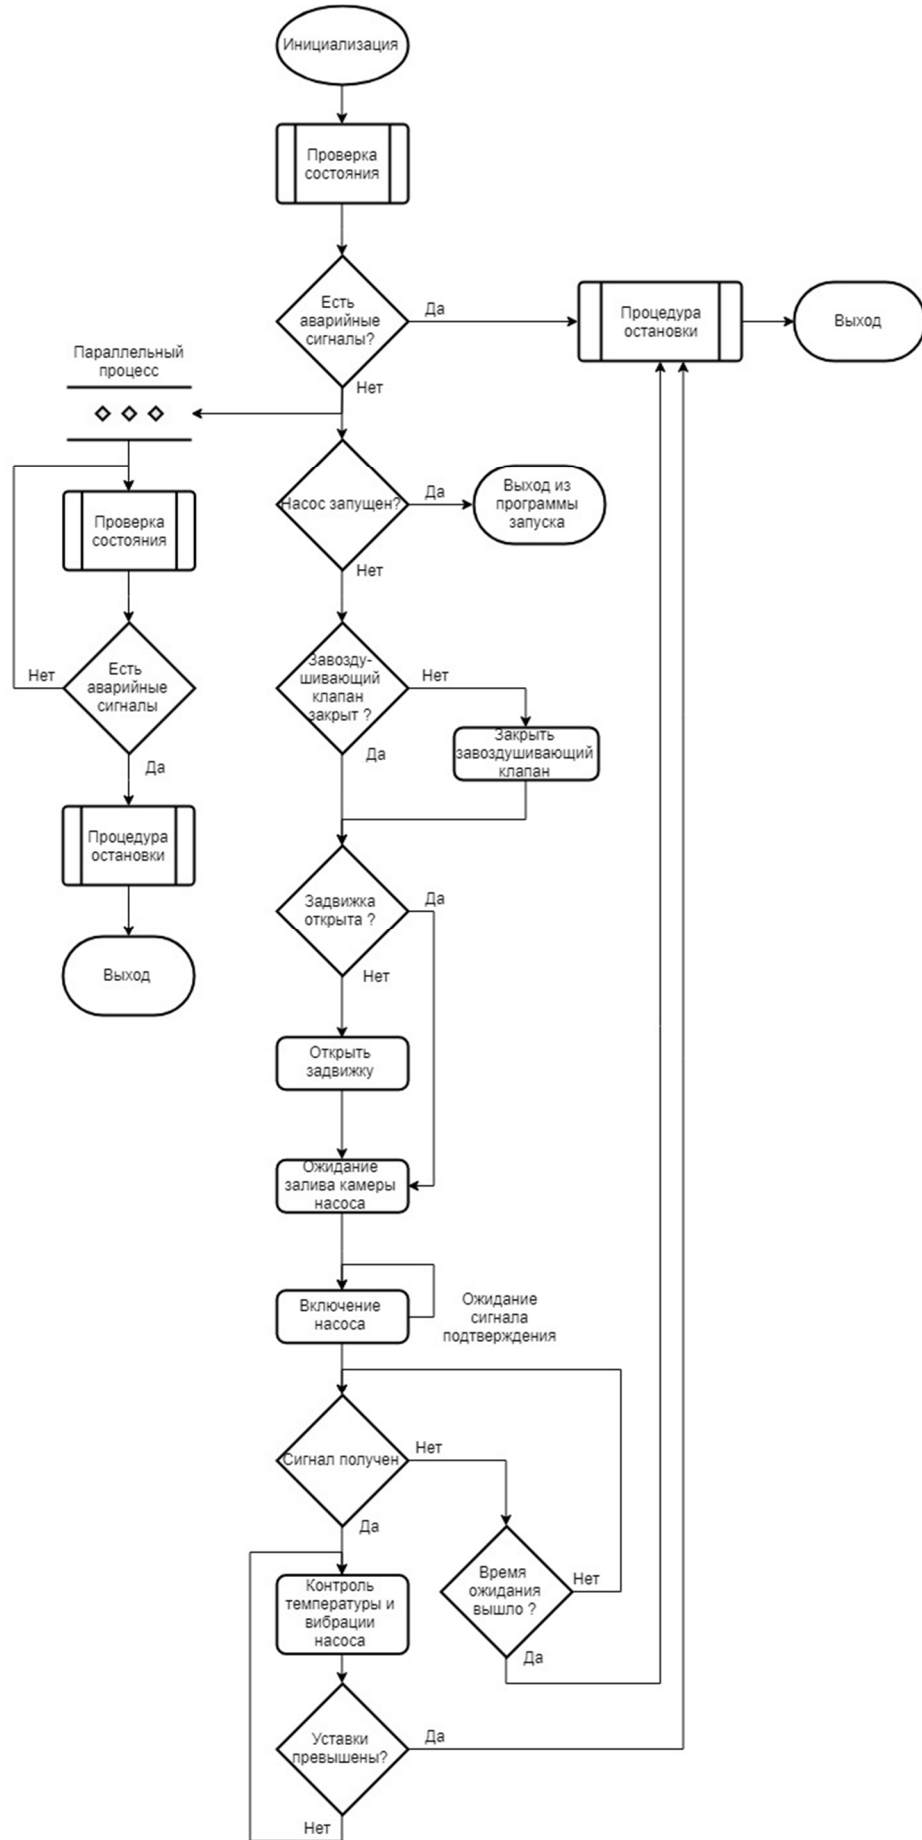 Инициализация
Проверка
состояния
Есть
аварийные
сигналы?
Да
Процедура
остановки
Выход
Нет
Параллельный
процесс
Насос запущен?
Да
Выход из
программы
запуска
Нет
Проверка
состояния
Есть
аварийные
сигналы
Нет
Да
Процедура
остановки
Выход
Завозду-
шивающий
клапан
закрыт ?
Нет
Да
Закрыть
завоздушивающий
клапан
Задвижка
открыта ?
Да
Нет
Открыть
задвижку
Ожидание
залива камеры
насоса
Включение
насоса
Ожидание
сигнала
подтверждения
Сигнал получен
Нет
Да
Время
ожидания
вышло ?
Нет
Да
Контроль
температуры и
вибрации
насоса
Уставки
превышены?
Да
Нет